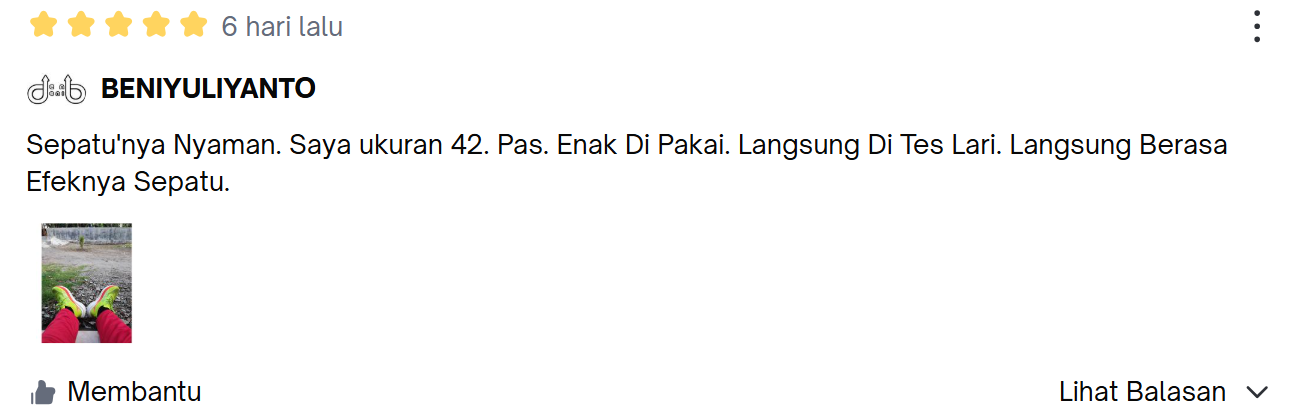 6 hari lalu
BENIYULIYANTO
Sepatu'nya Nyaman. Saya ukuran 42. Pas. Enak Di Pakai. Langsung Di Tes Lari. Langsung Berasa
Efeknya Sepatu.
Membantu
Lihat Balasan